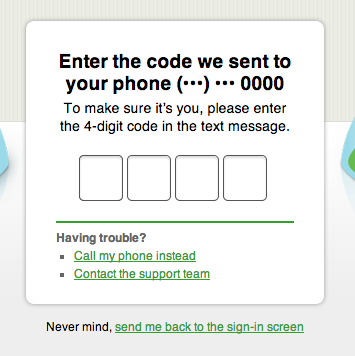 Enter the code we sent to
your phone (•••) ••• 0000
To make sure it's you, please enter
the 4-digit code in the text message.
Having trouble?
Call my phone instead
Contact the support team
Never mind, send me back to the sign-in screen